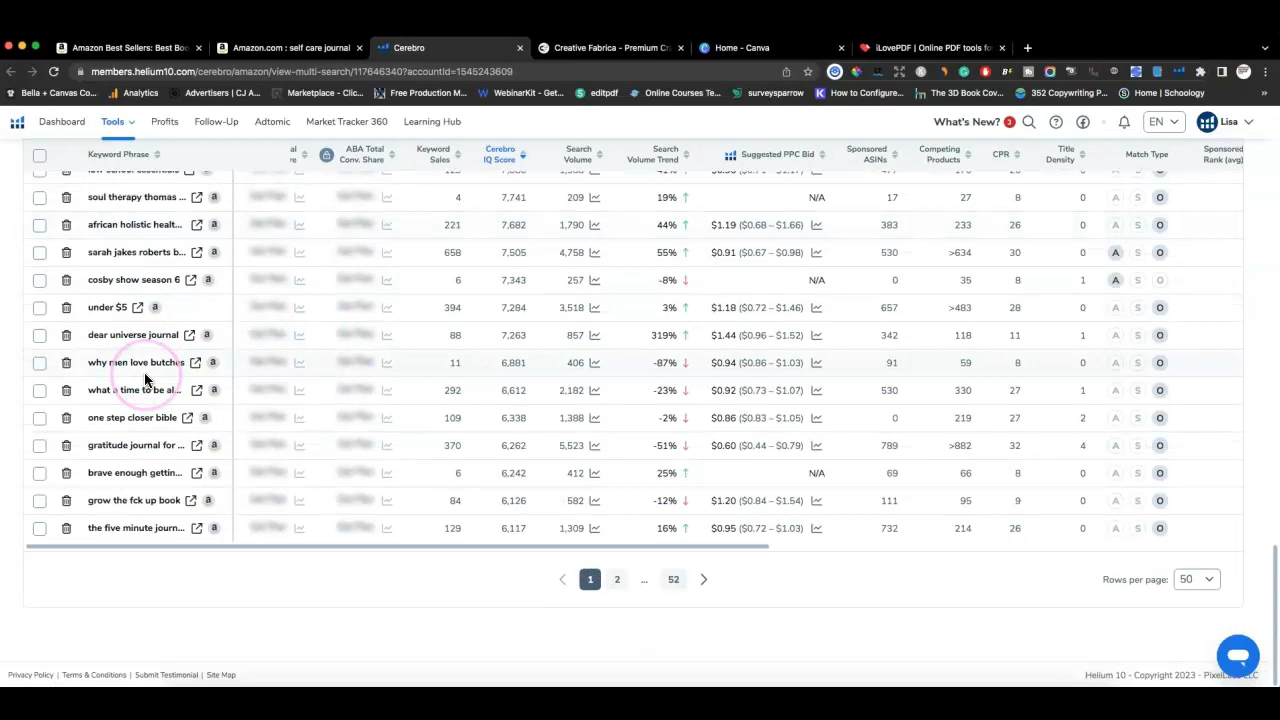 Amazon Best Sellers: Best Bo
Amazon.com : self care journal
Cerebro
Creative Fabrica - Premium Cr
Home - Canva
iLovePDF | Online PDF tools fo
members.helium10.com/cerebro/amazon/view-multi-search/117646340?accountid=1545243609
Bella + Canvas Co... Analytics Advertisers | CJ A... Marketplace - Clic... Free Production M... WebinarKit - Get... editpdf Online Courses Te... surveysparrow How to Configure... The 3D Book Cov... 352 Copywriting P... Home | Schoology
Dashboard Tools Profits Follow-Up Adtomic Market Tracker 360 Learning Hub What's New? 3 EN Lisa
Keyword Phrase ABA Total Conv. Share Keyword Sales Cerebro IQ Score Search Volume Search Volume Trend Suggested PPC Bid Sponsored ASINs Competing Products CPR Title Density Match Type Sponsored Rank (avg)
soul therapy thomas ... 4 7,741 209 19% N/A 17 27 8 0 A S O
african holistic healt... 221 7,682 1,790 44% $1.19 ($0.68 – $1.66) 383 233 26 0 A S O
sarah jakes roberts b... 658 7,505 4,758 55% $0.91 ($0.67 – $0.98) 530 >634 30 0 A S O
cosby show season 6 6 7,343 257 -8% N/A 0 35 8 1 A S O
under $5 394 7,284 3,518 3% $1.18 ($0.72 – $1.46) 657 >483 28 0 A S O
dear universe journal 88 7,263 857 319% $1.44 ($0.96 – $1.52) 342 118 11 1 A S O
why men love butches 11 6,881 406 -87% $0.94 ($0.86 – $1.03) 91 59 8 0 A S O
what a time to be al... 292 6,612 2,182 -23% $0.92 ($0.73 – $1.07) 530 330 27 1 A S O
one step closer bible 109 6,338 1,388 -2% $0.86 ($0.83 – $1.05) 0 219 27 2 A S O
gratitude journal for ... 370 6,262 5,523 -51% $0.60 ($0.44 – $0.79) 789 >882 32 4 A S O
brave enough gettin... 6 6,242 412 25% N/A 69 66 8 0 A S O
grow the fck up book 84 6,126 582 -12% $1.20 ($0.84 – $1.54) 111 95 9 0 A S O
the five minute journ... 129 6,117 1,309 16% $0.95 ($0.72 – $1.03) 732 214 26 0 A S O
1 2 ... 52 Rows per page: 50
Privacy Policy | Terms & Conditions | Submit Testimonial | Site Map Helium 10 - Copyright 2023 -